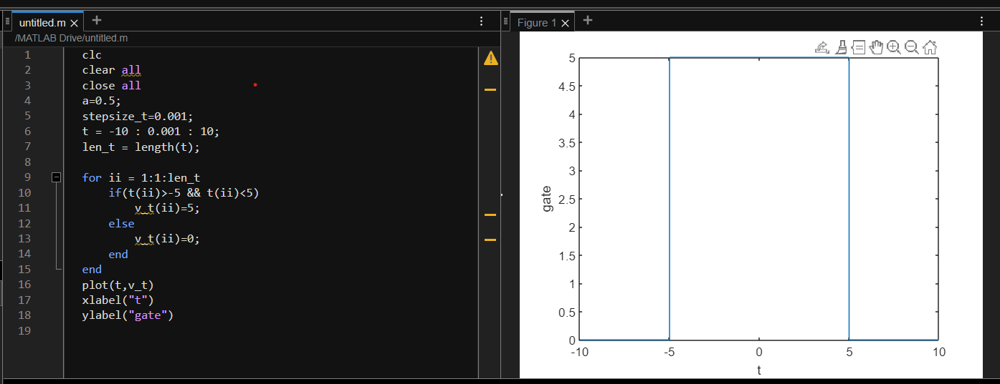 untitled.m
/MATLAB Drive/untitled.m
1 clc
2 clear all
3 close all
4 a=0.5;
5 stepsize_t=0.001;
6 t = -10 : 0.001 : 10;
7 len_t = length(t);
8
9 for ii = 1:1:len_t
10 if(t(ii)>-5 && t(ii)<5)
11 v_t(ii)=5;
12 else
13 v_t(ii)=0;
14 end
15 end
16 plot(t,v_t)
17 xlabel("t")
18 ylabel("gate")
19
Figure 1
5
4.5
4
3.5
3
2.5
2
1.5
1
0.5
0
gate
-10 -5 0 5 10
t